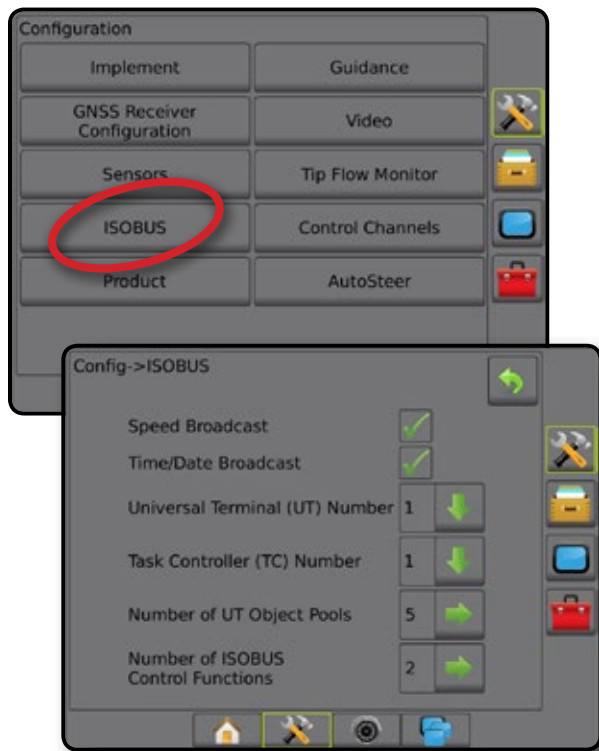 Configuration
Implement
Guidance
GNSS Receiver
Configuration
Video
Sensors
Tip Flow Monitor
ISOBUS
Control Channels
Product
AutoSteer
Config->ISOBUS
Speed Broadcast
Time/Date Broadcast
Universal Terminal (UT) Number 1
Task Controller (TC) Number 1
Number of UT Object Pools 5
Number of ISOBUS
Control Functions 2